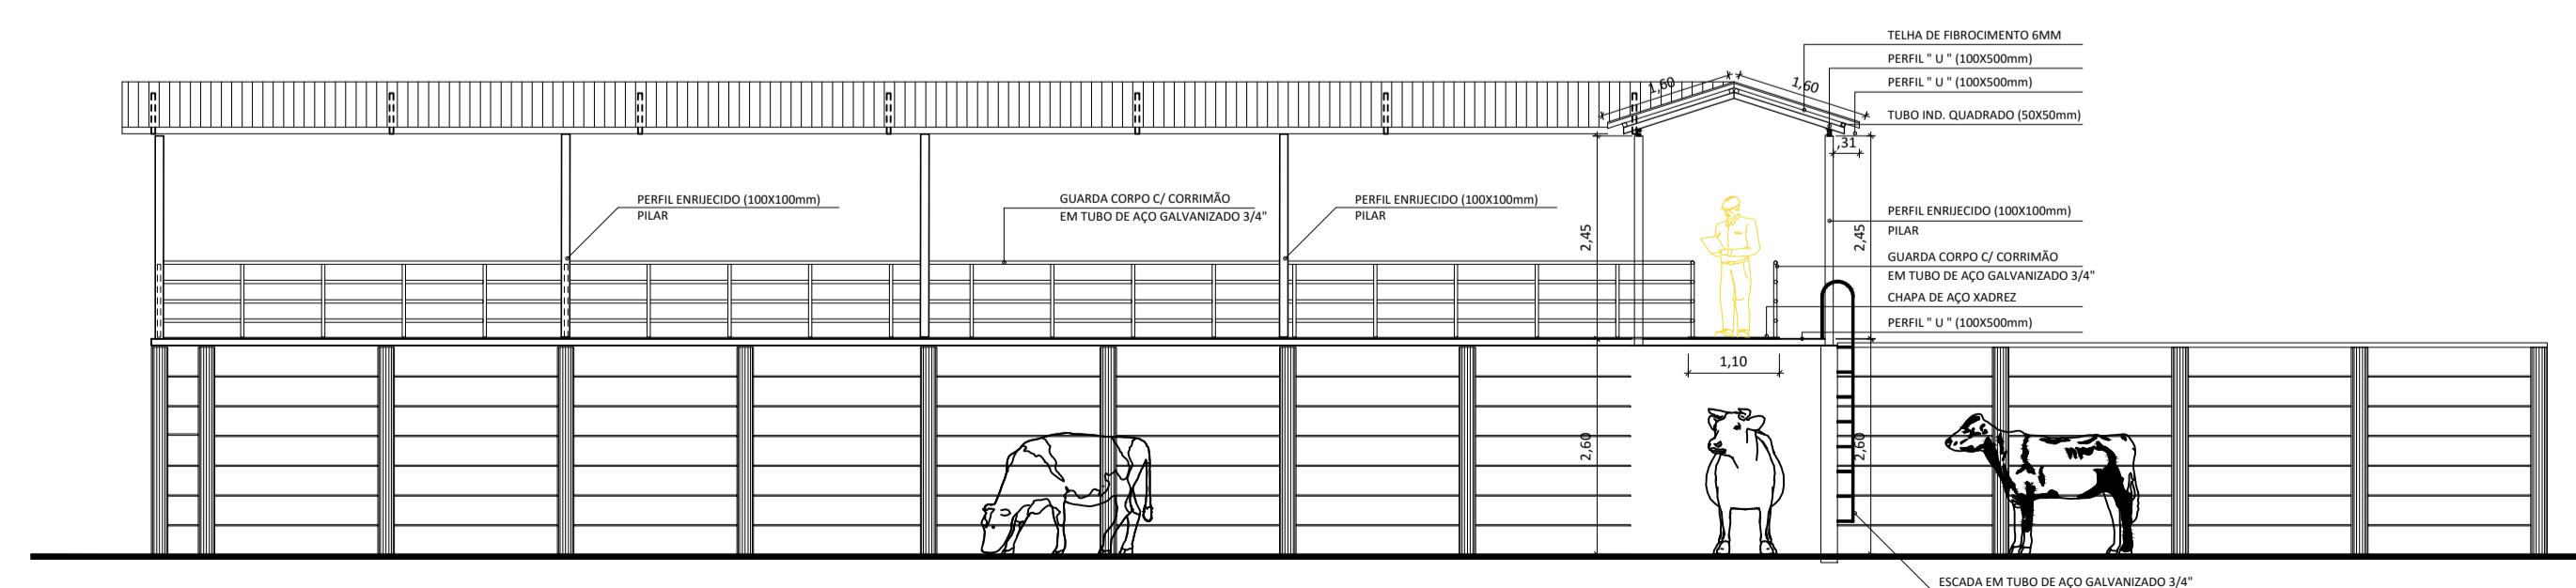 TELHA DE FIBROCIMENTO 6MM
PERFIL " U " (100X500mm)
PERFIL " U " (100X500mm)
TUBO IND. QUADRADO (50X50mm)
1,60
1,60
,31
PERFIL ENRIJECIDO (100X100mm)
PILAR
GUARDA CORPO C/ CORRIMÃO
EM TUBO DE AÇO GALVANIZADO 3/4"
PERFIL ENRIJECIDO (100X100mm)
PILAR
2,45
2,45
PERFIL ENRIJECIDO (100X100mm)
PILAR
GUARDA CORPO C/ CORRIMÃO
EM TUBO DE AÇO GALVANIZADO 3/4"
CHAPA DE AÇO XADREZ
PERFIL " U " (100X500mm)
1,10
2,60
2,60
ESCADA EM TUBO DE AÇO GALVANIZADO 3/4"